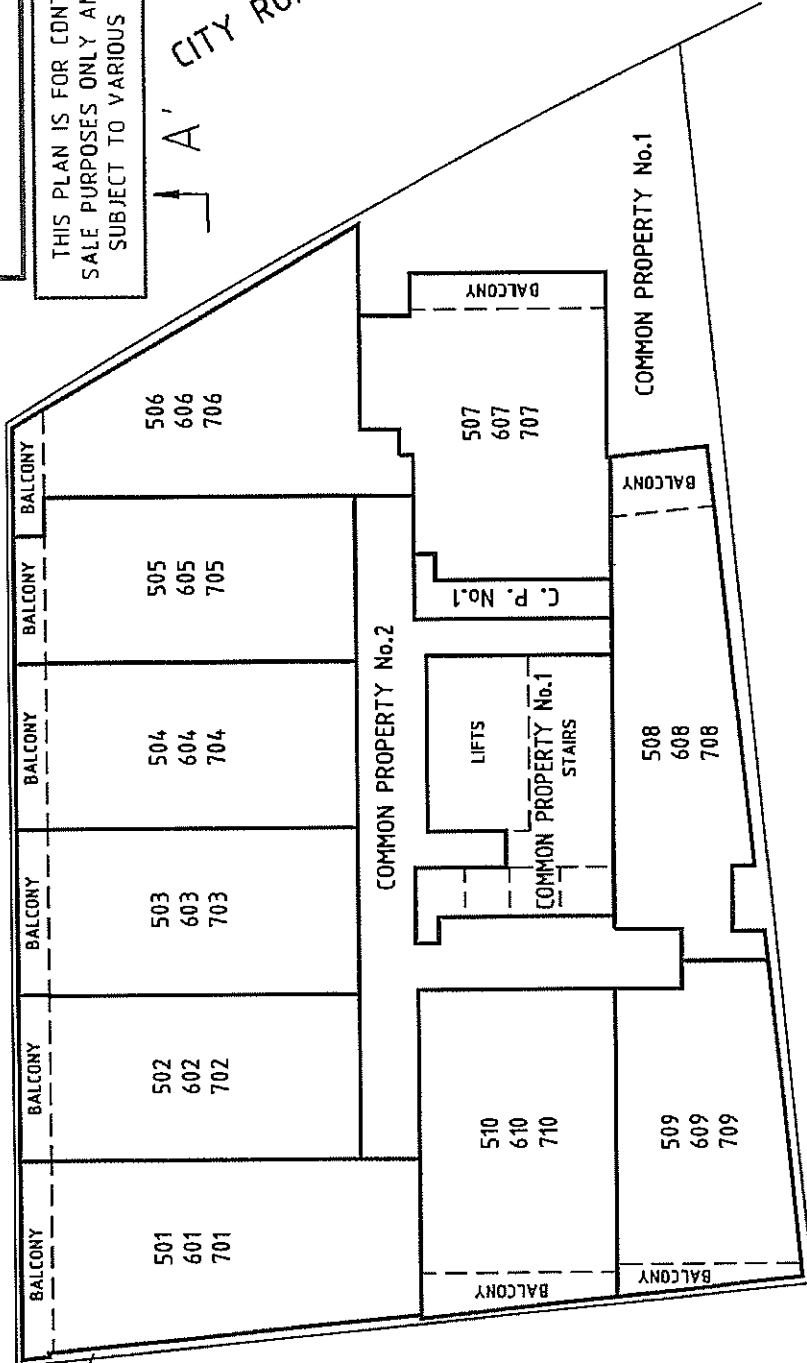 THIS PLAN IS FOR
SALE PURPOSES ONLY
SUBJECT TO VARIOUS
A'
CITY
BALCONY
BALCONY
BALCONY
BALCONY
BALCONY
BALCONY
501
601
701
502
602
702
503
603
703
504
604
704
505
605
705
506
606
706
COMMON PROPERTY No.2
510
610
710
BALCONY
LIFTS
COMMON PROPERTY No.1
STAIRS
C. P. No.1
507
607
707
BALCONY
509
609
709
BALCONY
508
608
708
BALCONY
COMMON PROPERTY No.1